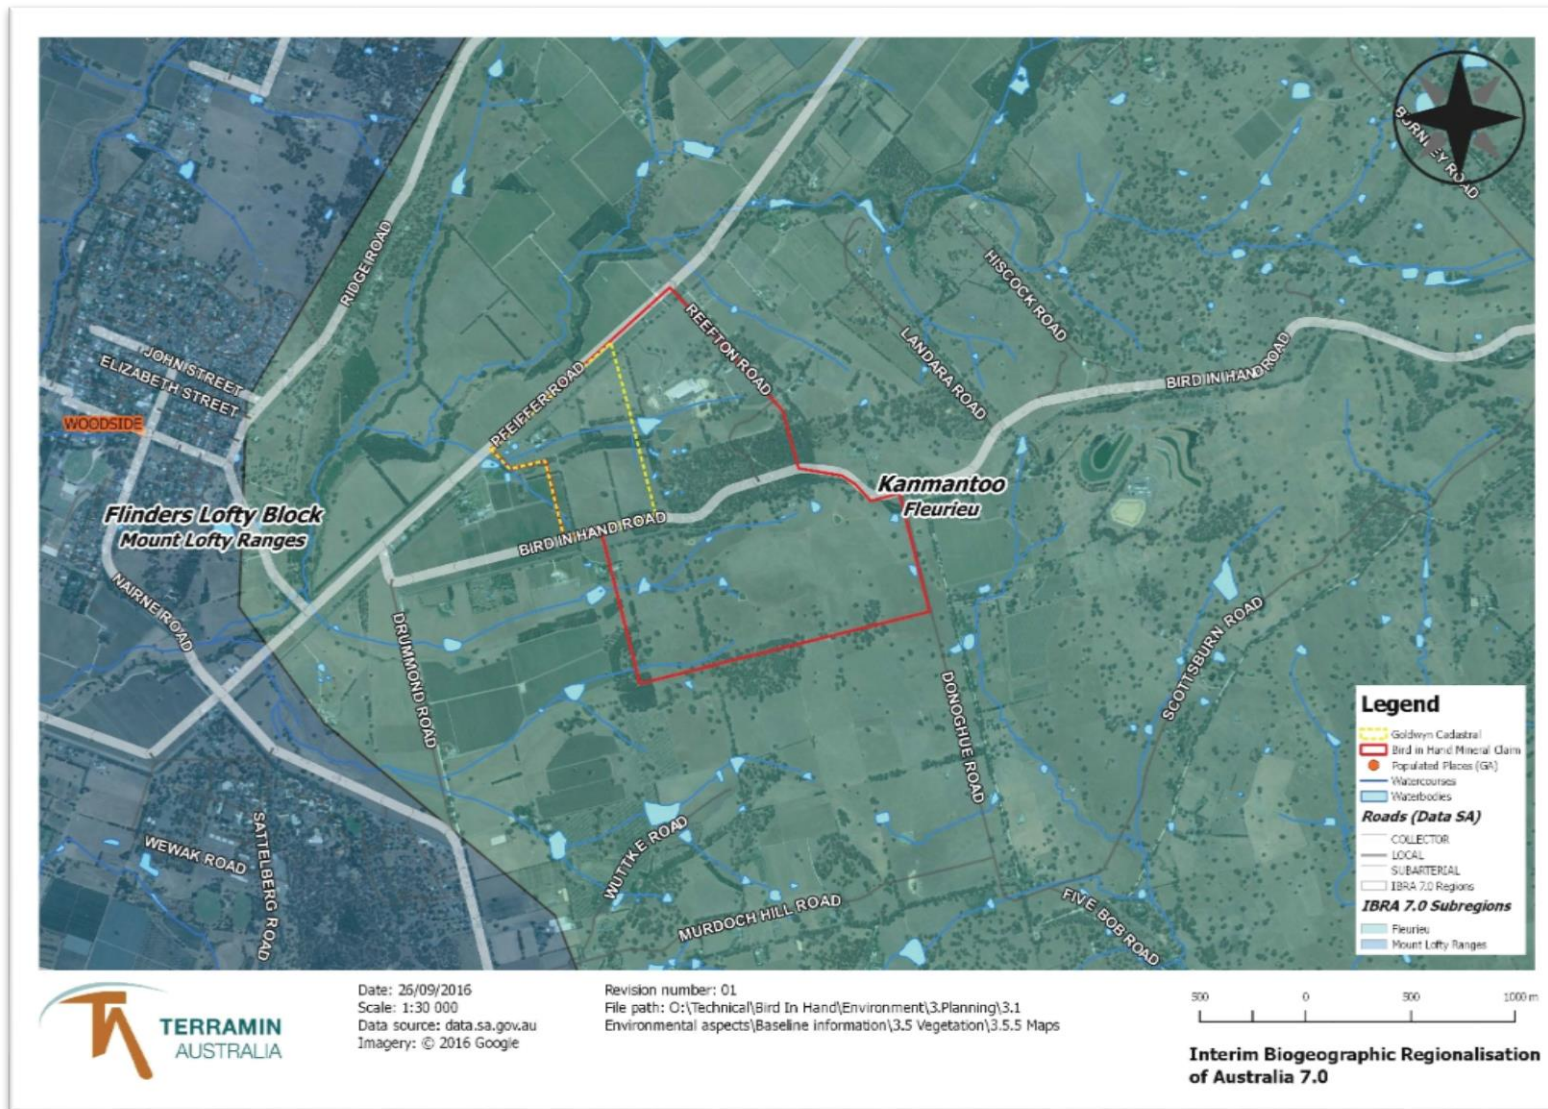 BURNLEY ROAD
RIDGE ROAD
HISCOCK ROAD
REEFTON ROAD
LANDARA ROAD
JOHN STREET
ELIZABETH STREET
PFEIFFER ROAD
BIRD IN HAND ROAD
WOODSIDE
Kanmantoo
Fleurieu
Flinders Lofty Block
Mount Lofty Ranges
BIRD IN HAND ROAD
NAIRNE ROAD
DRUMMOND ROAD
SCOTTSBURN ROAD
DONOGHUE ROAD
WEWAK ROAD
SATTELBERG ROAD
WUTTKE ROAD
MURDOCH HILL ROAD
FIVE BOB ROAD
Legend
Goldwyn Cadastral
Bird in Hand Mineral Claim
Populated Places (GA)
Watercourses
Waterbodies
Roads (Data SA)
COLLECTOR
LOCAL
SUBARTERIAL
IBRA 7.0 Regions
IBRA 7.0 Subregions
Fleurieu
Mount Lofty Ranges
TERRAMIN
AUSTRALIA
Date: 26/09/2016
Scale: 1:30 000
Data source: data.sa.gov.au
Imagery: © 2016 Google
Revision number: 01
File path: O:\Technical\Bird In Hand\Environment\3.Planning\3.1
Environmental aspects\Baseline information\3.5 Vegetation\3.5.5 Maps
500 0 500 1000 m
Interim Biogeographic Regionalisation
of Australia 7.0